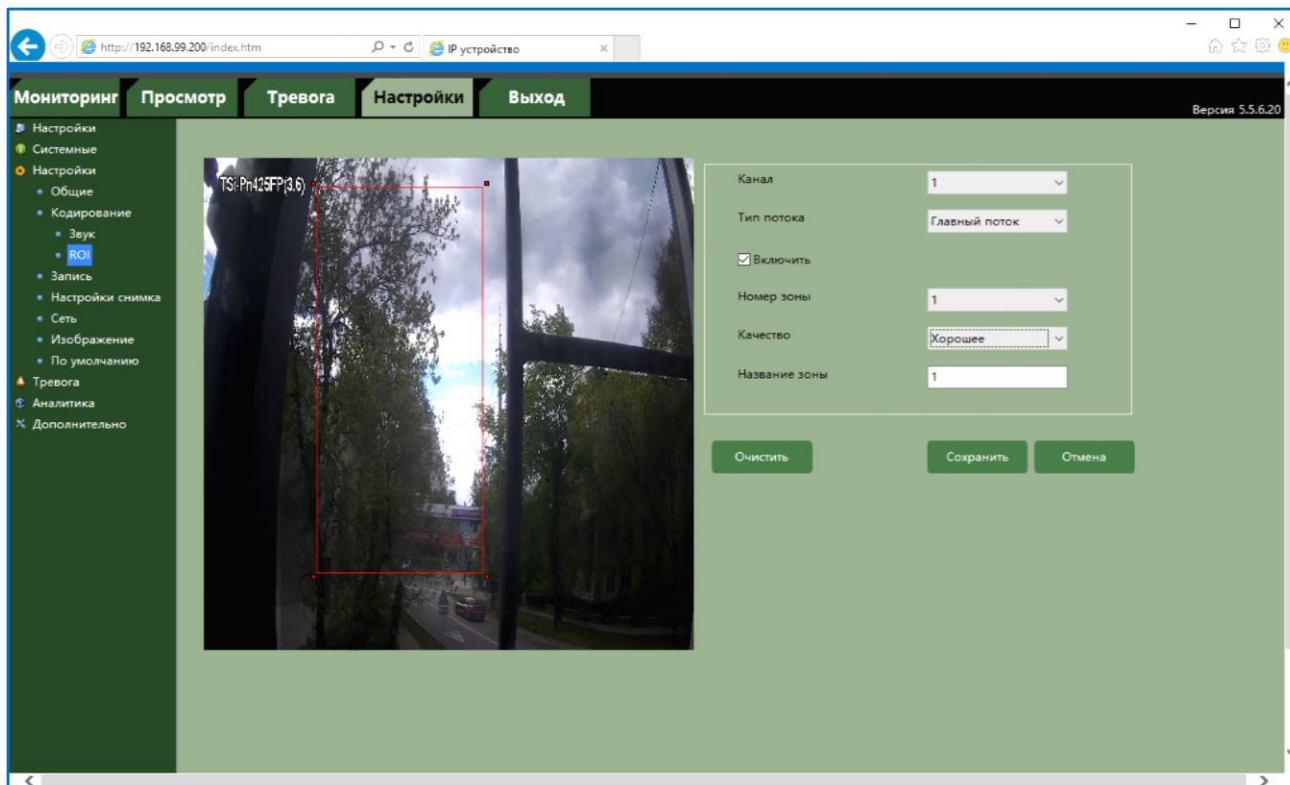 http://192.168.99.200/index.htm
IP устройство
Мониторинг Просмотр Тревога Настройки Выход
Версия 5.5.6.20
Настройки
Системные
Настройки
Общие
Кодирование
Звук
ROI
Запись
Настройки снимка
Сеть
Изображение
По умолчанию
Тревога
Аналитика
Дополнительно
TSi-Pn425FP(3.6)
Канал 1
Тип потока Главный поток
Включить
Номер зоны 1
Качество Хорошее
Название зоны 1
Очистить Сохранить Отмена